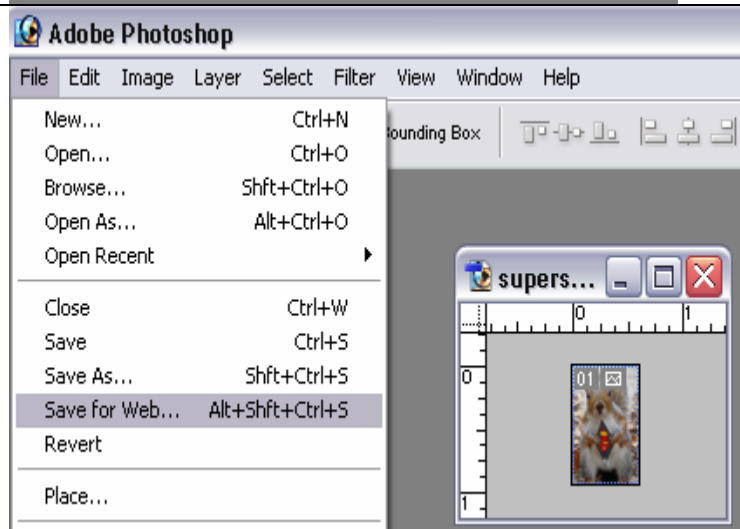 Adobe Photoshop
File Edit Image Layer Select Filter View Window Help
New... Ctrl+N
Open... Ctrl+O
Browse... Shft+Ctrl+O
Open As... Alt+Ctrl+O
Open Recent
Close Ctrl+W
Save Ctrl+S
Save As... Shft+Ctrl+S
Save for Web... Alt+Shft+Ctrl+S
Revert
Place...
ounding Box
supers...
0 1
0
01
1